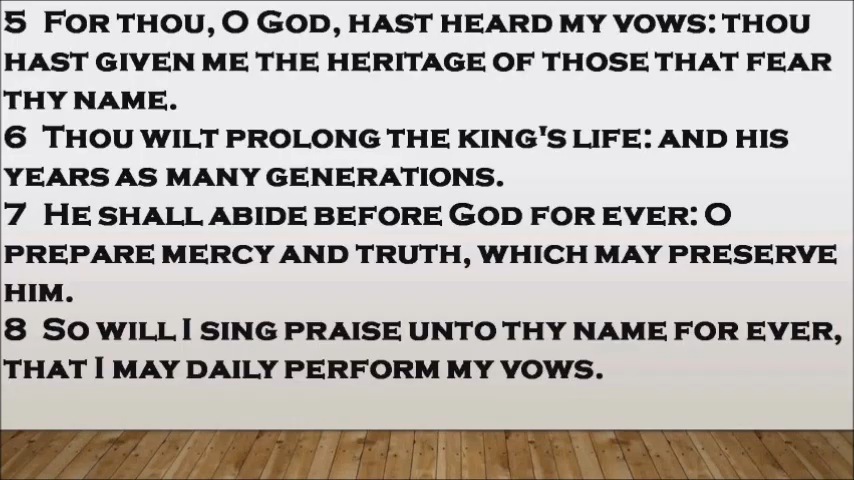 5 For thou, O God, hast heard my vows: thou
hast given me the heritage of those that fear
thy name.
6 Thou wilt prolong the king's life: and his
years as many generations.
7 He shall abide before God for ever: O
prepare mercy and truth, which may preserve
him.
8 So will I sing praise unto thy name for ever,
that I may daily perform my vows.